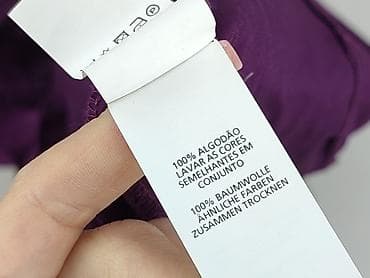 100% ALGODÃO
LAVAR AS CORES
SEMELHANTES EM
CONJUNTO
100% BAUMWOLLE
ÄHNLICHE FARBEN
ZUSAMMEN TROCKNEN